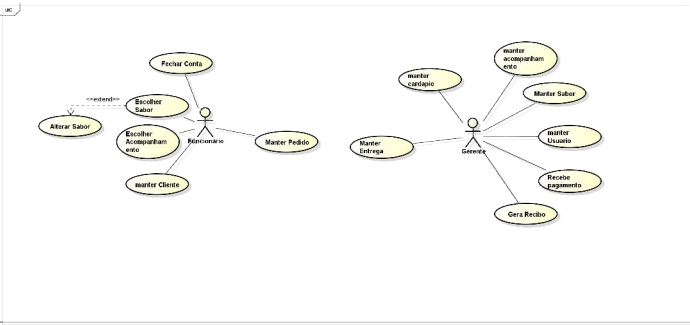 uc
Fechar Conta
<<extend>>
Escolher
Sabor
Alterar Sabor
Escolher
Acompanham
ento
Funcionario
Manter Pedido
manter Cliente
manter
acompanham
ento
manter
cardapio
Manter Sabor
manter
Usuario
Manter
Entrega
Gerente
Recebe
pagamento
Gera Recibo